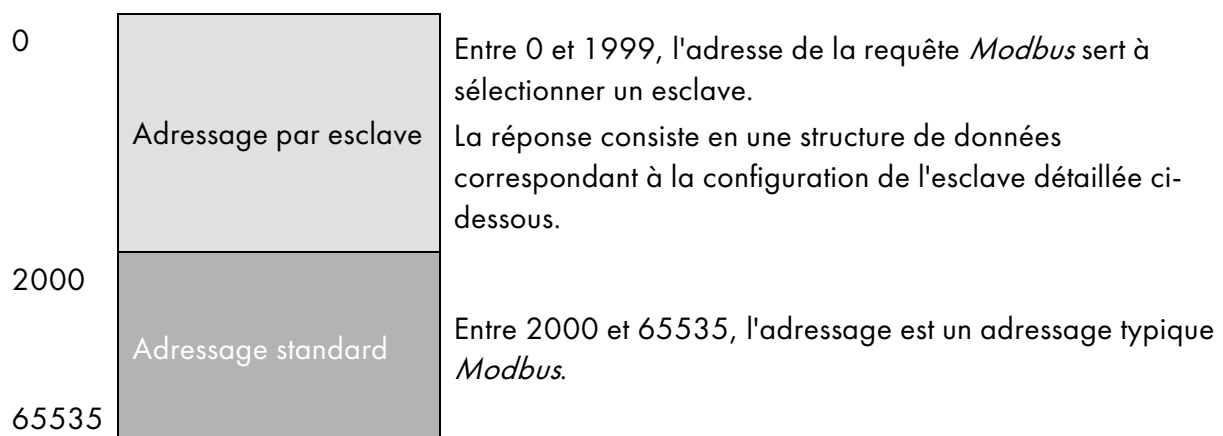 0
Adressage par esclave
Entre 0 et 1999, l'adresse de la requête Modbus sert à
sélectionner un esclave.
La réponse consiste en une structure de données
correspondant à la configuration de l'esclave détaillée ci-
dessous.
2000
Adressage standard
Entre 2000 et 65535, l'adressage est un adressage typique
Modbus.
65535